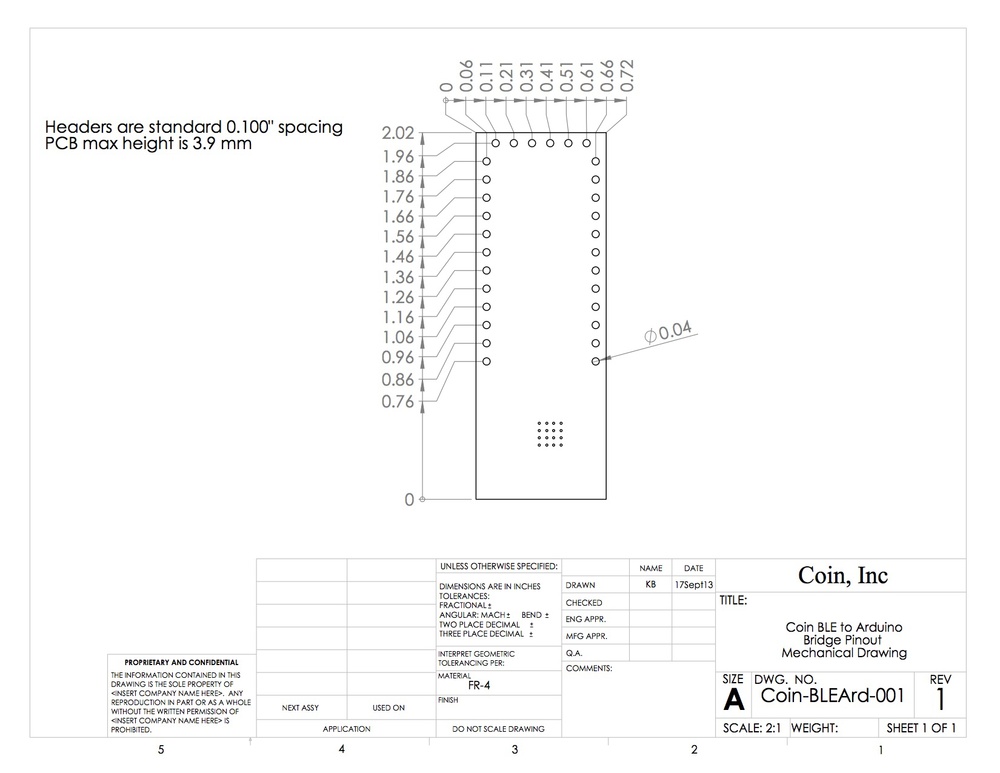 0
0.06
0.11
0.21
0.31
0.41
0.51
0.61
0.66
0.72
Headers are standard 0.100" spacing
PCB max height is 3.9 mm
2.02
1.96
1.86
1.76
1.66
1.56
1.46
1.36
1.26
1.16
1.06
0.96
0.86
0.76
0
∅0.04
UNLESS OTHERWISE SPECIFIED:
DIMENSIONS ARE IN INCHES
TOLERANCES:
FRACTIONAL±
ANGULAR: MACH± BEND ±
TWO PLACE DECIMAL ±
THREE PLACE DECIMAL ±
INTERPRET GEOMETRIC
TOLERANCING PER:
MATERIAL
FR-4
FINISH
DO NOT SCALE DRAWING
NAME DATE
DRAWN KB 17Sept13
CHECKED
ENG APPR.
MFG APPR.
Q.A.
COMMENTS:
Coin, Inc
TITLE:
Coin BLE to Arduino
Bridge Pinout
Mechanical Drawing
SIZE DWG. NO. REV
A Coin-BLEArd-001 1
SCALE: 2:1 WEIGHT: SHEET 1 OF 1
PROPRIETARY AND CONFIDENTIAL
THE INFORMATION CONTAINED IN THIS
DRAWING IS THE SOLE PROPERTY OF
<INSERT COMPANY NAME HERE>. ANY
REPRODUCTION IN PART OR AS A WHOLE
WITHOUT THE WRITTEN PERMISSION OF
<INSERT COMPANY NAME HERE> IS
PROHIBITED.
NEXT ASSY USED ON
APPLICATION
5 4 3 2 1